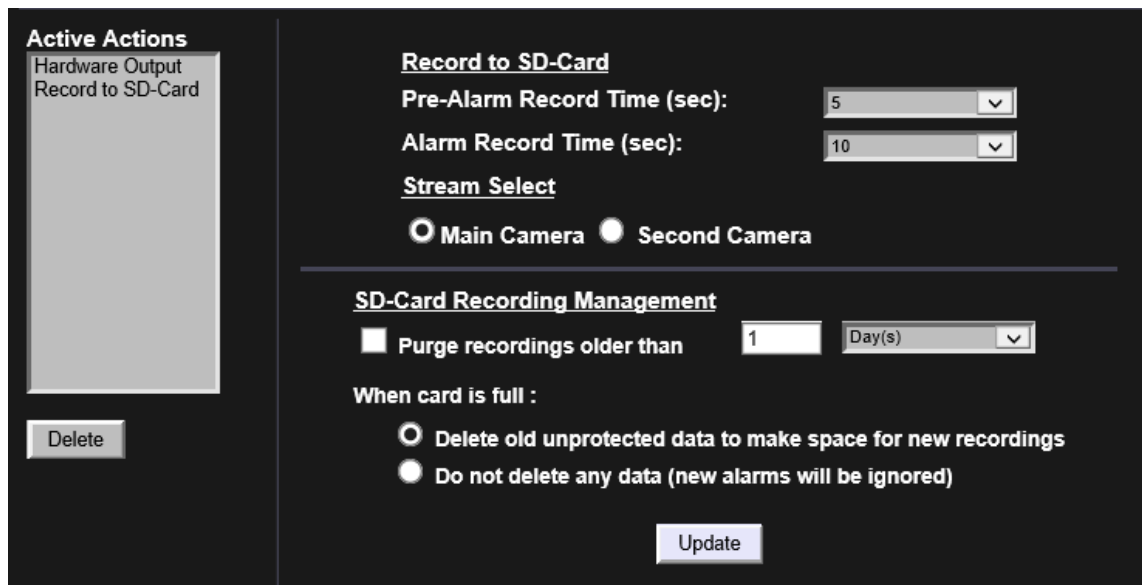 Active Actions
Hardware Output
Record to SD-Card
Delete
Record to SD-Card
Pre-Alarm Record Time (sec): 5
Alarm Record Time (sec): 10
Stream Select
Main Camera Second Camera
SD-Card Recording Management
Purge recordings older than 1 Day(s)
When card is full :
Delete old unprotected data to make space for new recordings
Do not delete any data (new alarms will be ignored)
Update